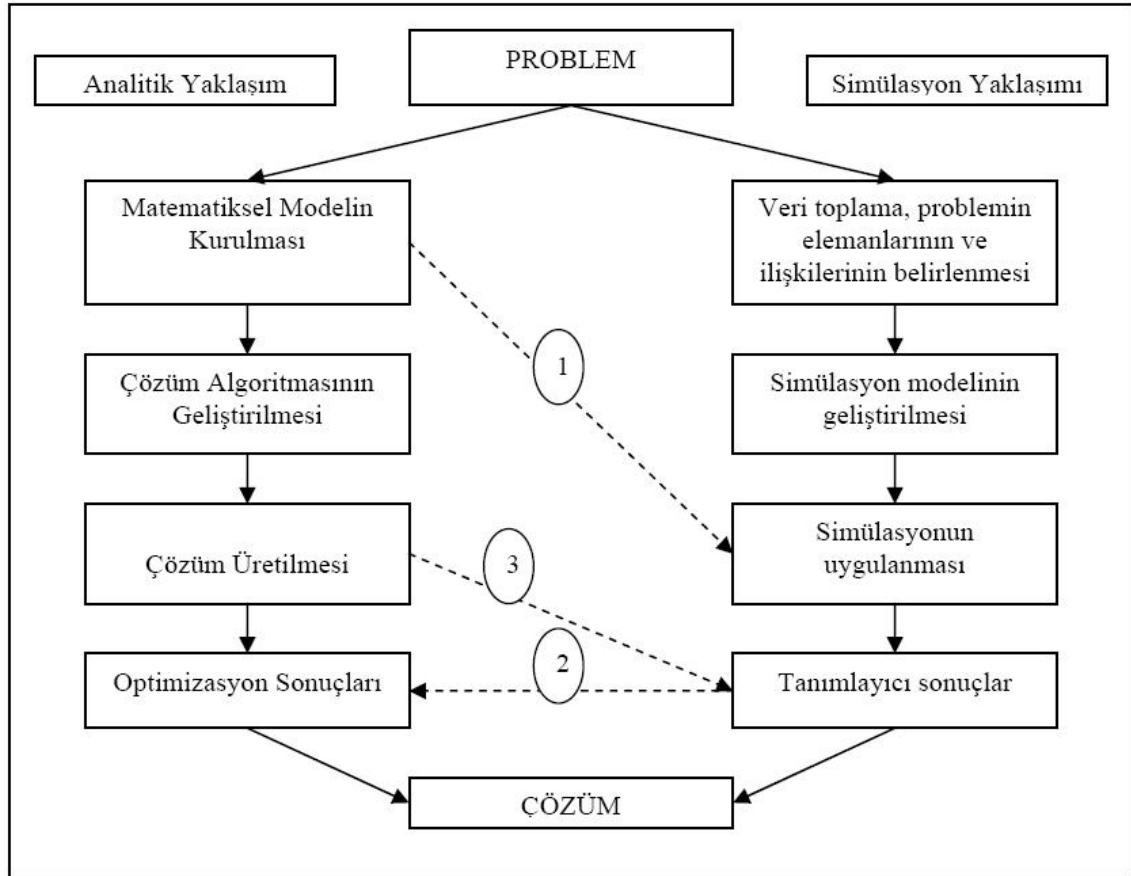 PROBLEM
Analitik Yaklaşım
Simülasyon Yaklaşımı
Matematiksel Modelin
Kurulması
Veri toplama, problemin
elemanlarının ve
ilişkilerinin belirlenmesi
1
Çözüm Algoritmasının
Geliştirilmesi
Simülasyon modelinin
geliştirilmesi
Çözüm Üretilmesi
3
Simülasyonun
uygulanması
Optimizasyon Sonuçları
2
Tanımlayıcı sonuçlar
ÇÖZÜM